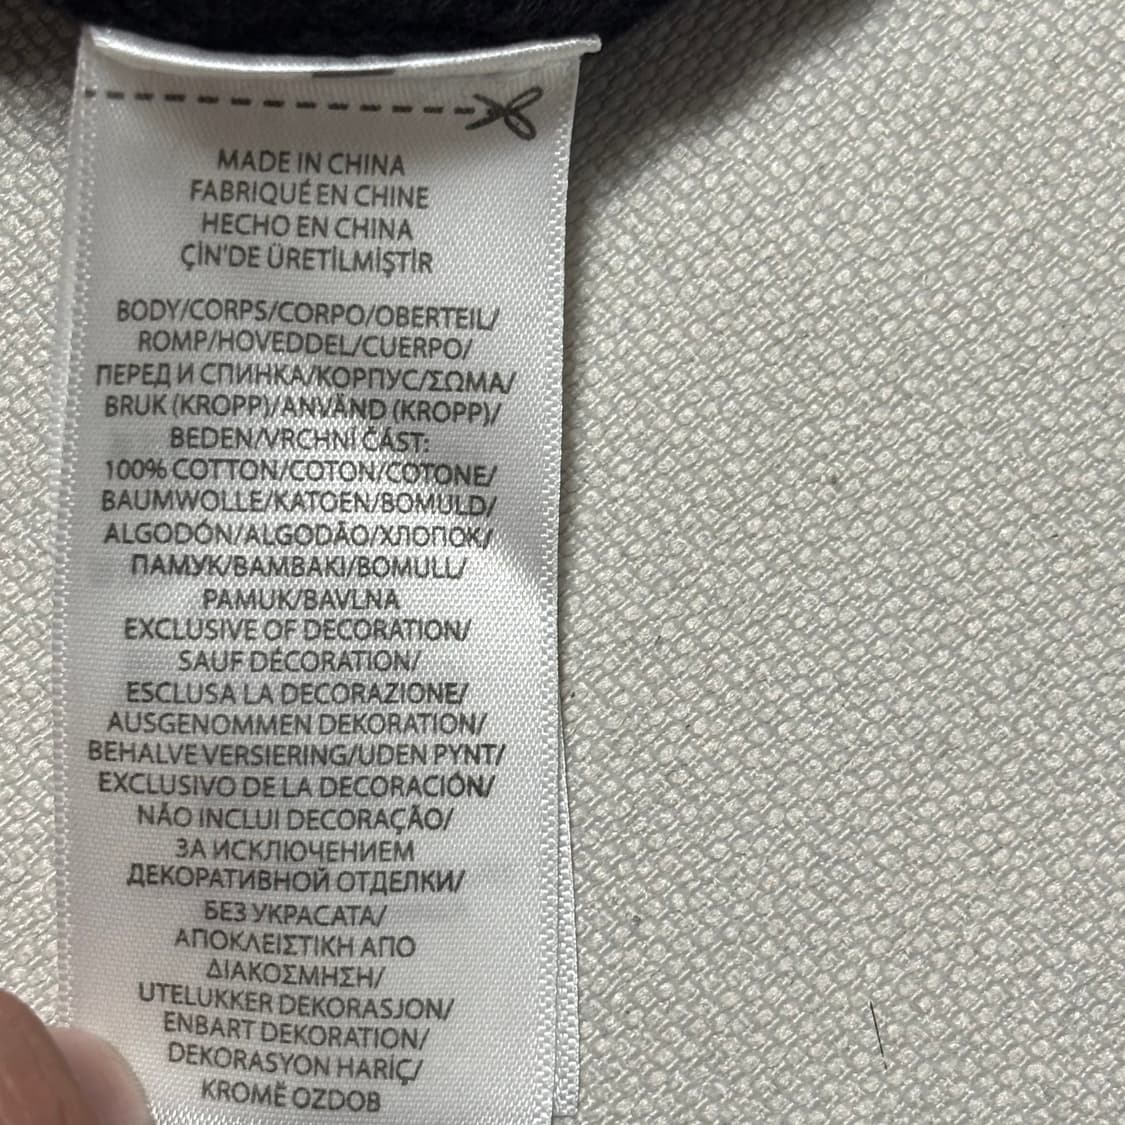 MADE IN CHINA
FABRIQUÉ EN CHINE
HECHO EN CHINA
ÇİN'DE ÜRETİLMİŞTİR
BODY/CORPS/CORPO/OBERTEIL/
ROMP/HOVEDDEL/CUERPO/
ПЕРЕД И СПИНКА/КОРПУС/ΣΩΜΑ/
BRUK (KROPP)/ANVÄND (KROPP)/
BEDEN/VRCHNÍ ČÁST:
100% COTTON/COTON/COTONE/
BAUMWOLLE/KATOEN/BOMULD/
ALGODÓN/ALGODÃO/ХЛОПОК/
ПАМУК/ΒΑΜΒΑΚΙ/BOMULL/
PAMUK/BAVLNA
EXCLUSIVE OF DECORATION/
SAUF DÉCORATION/
ESCLUSA LA DECORAZIONE/
AUSGENOMMEN DEKORATION/
BEHALVE VERSIERING/UDEN PYNT/
EXCLUSIVO DE LA DECORACIÓN/
NÃO INCLUI DECORAÇÃO/
ЗА ИСКЛЮЧЕНИЕМ
ДЕКОРАТИВНОЙ ОТДЕЛКИ/
БЕЗ УКРАСАТА/
ΑΠΟΚΛΕΙΣΤΙΚΗ ΑΠΟ
ΔΙΑΚΟΣΜΗΣΗ/
UTELUKKER DEKORASJON/
ENBART DEKORATION/
DEKORASYON HARİÇ/
KROMĚ OZDOB